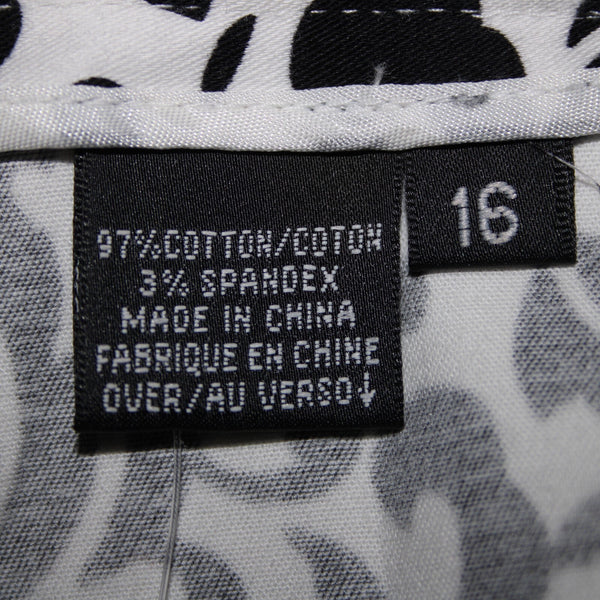 97% COTTON/COTON
3% SPANDEX
MADE IN CHINA
FABRIQUE EN CHINE
OVER/AU VERSO↓
16